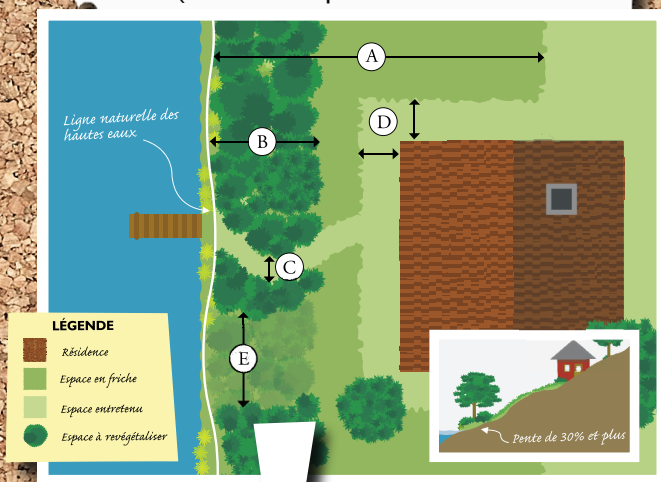 A
Ligne naturelle des
hautes eaux
D
B
C
E
LÉGENDE
Résidence
Espace en friche
Espace entretenu
Espace à revégétaliser
Pente de 30% et plus